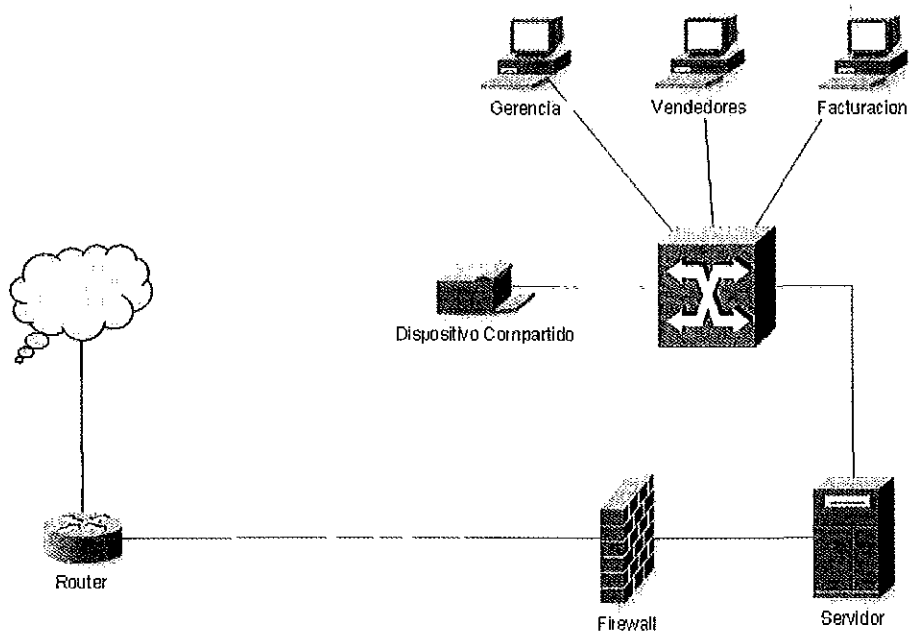 Gerencia
Vendedores
Facturacion
Dispositivo Compartido
Router
Firewall
Servidor